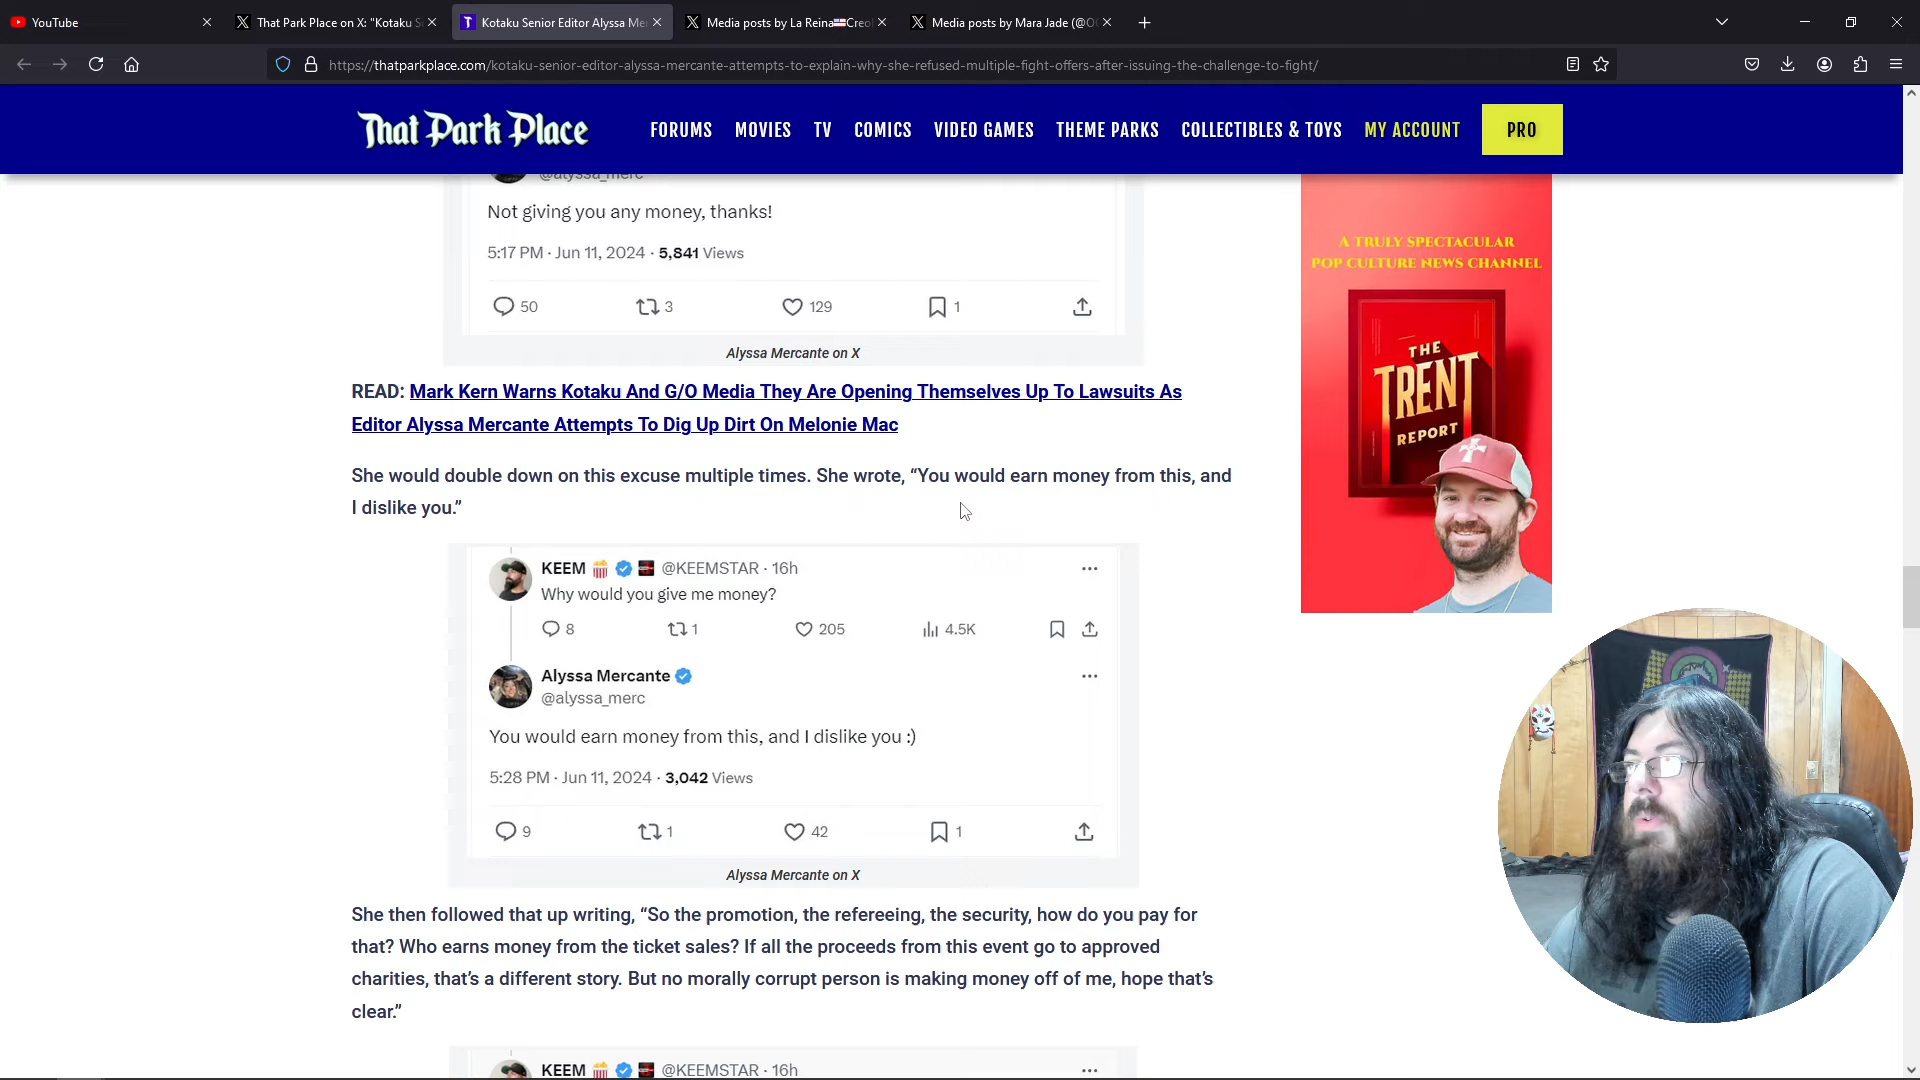 YouTube
That Park Place on X: "Kotaku S
Kotaku Senior Editor Alyssa Me
Media posts by La Reina Creol
Media posts by Mara Jade (@OC
https://thatparkplace.com/kotaku-senior-editor-alyssa-mercante-attempts-to-explain-why-she-refused-multiple-fight-offers-after-issuing-the-challenge-to-fight/
That Park Place
FORUMS MOVIES TV COMICS VIDEO GAMES THEME PARKS COLLECTIBLES & TOYS MY ACCOUNT PRO
@alyssa_merc
Not giving you any money, thanks!
5:17 PM · Jun 11, 2024 · 5,841 Views
50 3 129 1
Alyssa Mercante on X
READ: Mark Kern Warns Kotaku And G/O Media They Are Opening Themselves Up To Lawsuits As
Editor Alyssa Mercante Attempts To Dig Up Dirt On Melonie Mac
She would double down on this excuse multiple times. She wrote, “You would earn money from this, and
I dislike you.”
KEEM @KEEMSTAR · 16h
Why would you give me money?
8 1 205 4.5K
Alyssa Mercante
@alyssa_merc
You would earn money from this, and I dislike you :)
5:28 PM · Jun 11, 2024 · 3,042 Views
9 1 42 1
Alyssa Mercante on X
She then followed that up writing, “So the promotion, the refereeing, the security, how do you pay for
that? Who earns money from the ticket sales? If all the proceeds from this event go to approved
charities, that’s a different story. But no morally corrupt person is making money off of me, hope that’s
clear.”
KEEM @KEEMSTAR · 16h
A TRULY SPECTACULAR
POP CULTURE NEWS CHANNEL
THE
TRENT
REPORT